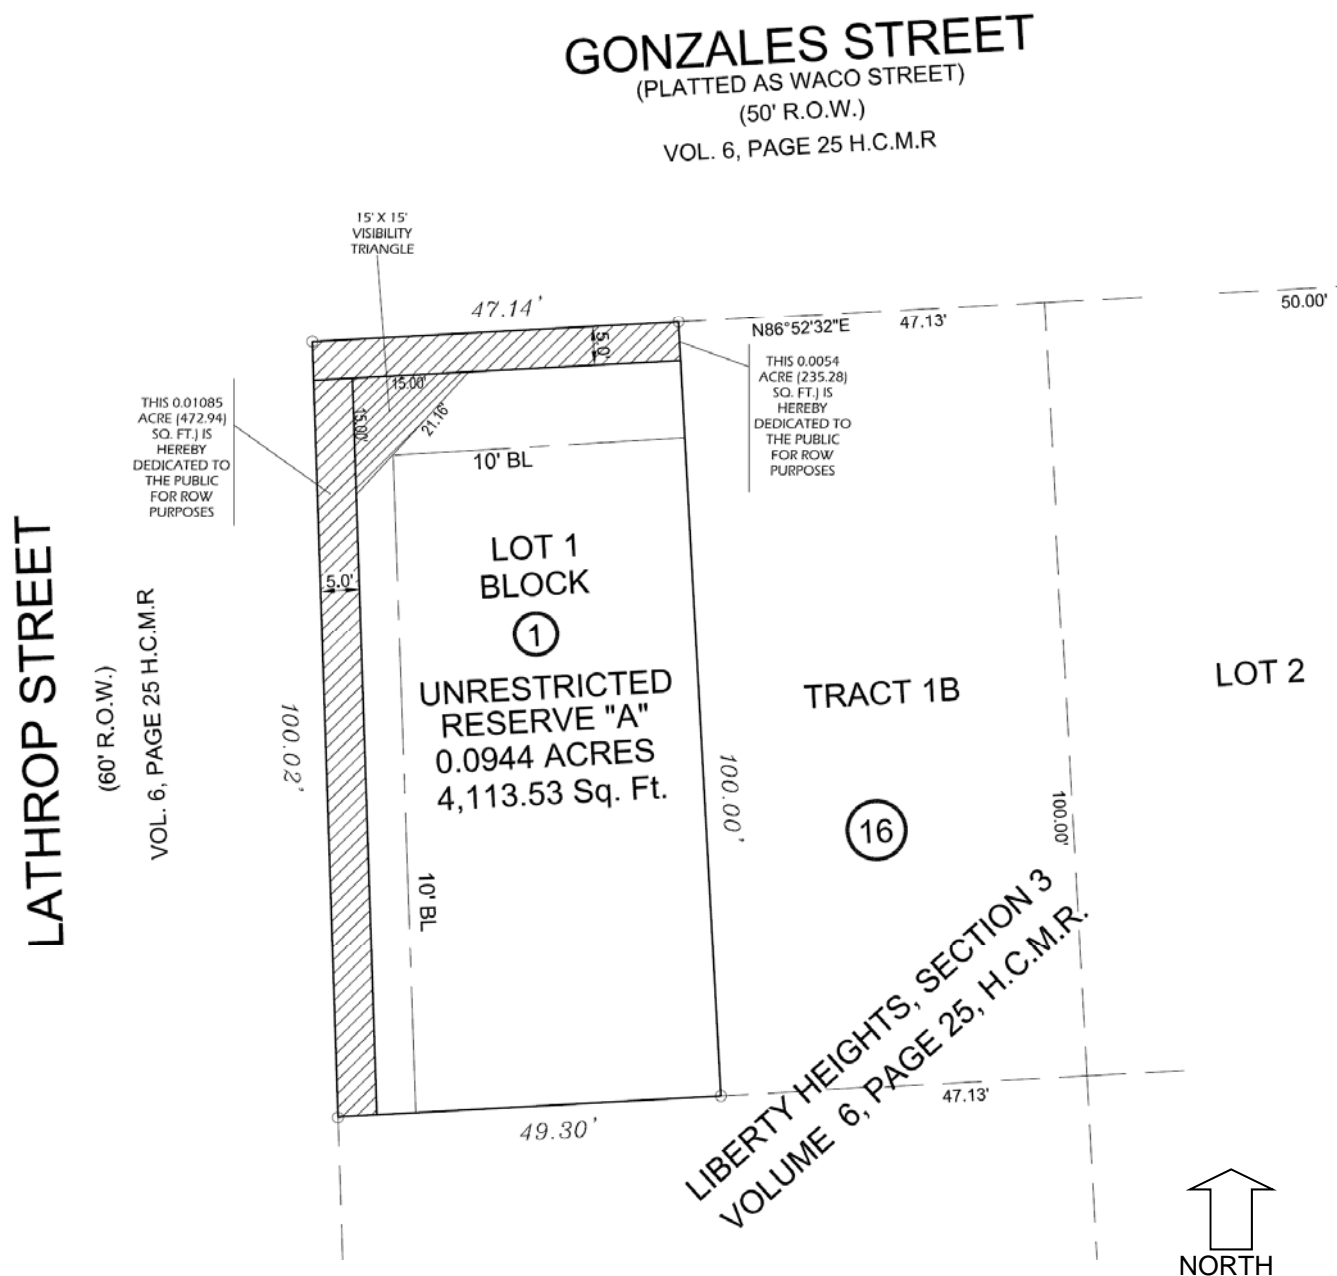 GONZALES STREET
(PLATTED AS WACO STREET)
(50' R.O.W.)
VOL. 6, PAGE 25 H.C.M.R
15' X 15'
VISIBILITY
TRIANGLE
47.14'
N86°52'32"E
47.13'
50.00'
5.0'
THIS 0.0054
ACRE (235.28)
SQ. FT.) IS
HEREBY
DEDICATED TO
THE PUBLIC
FOR ROW
PURPOSES
THIS 0.01085
ACRE (472.94)
SQ. FT.) IS
HEREBY
DEDICATED TO
THE PUBLIC
FOR ROW
PURPOSES
15.00'
15.00'
21.16'
10' BL
LATHROP STREET
(60' R.O.W.)
VOL. 6, PAGE 25 H.C.M.R
5.0'
100.02'
LOT 1
BLOCK
1
UNRESTRICTED
RESERVE "A"
0.0944 ACRES
4,113.53 Sq. Ft.
10' BL
100.00'
TRACT 1B
16
100.00'
LOT 2
LIBERTY HEIGHTS, SECTION 3
VOLUME 6, PAGE 25, H.C.M.R.
49.30'
47.13'
NORTH